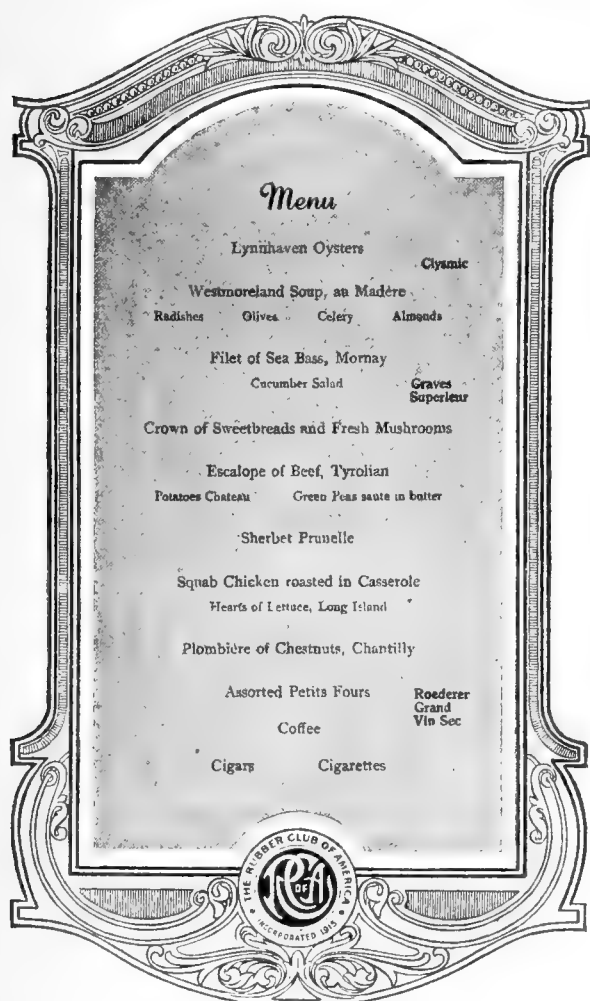 Menu
Lynnhaven Oysters
Clysmic
Westmoreland Soup, au Madère
Radishes Olives Celery Almonds
Filet of Sea Bass, Mornay
Cucumber Salad
Graves
Superieur
Crown of Sweetbreads and Fresh Mushrooms
Escalope of Beef, Tyrolian
Potatoes Chateau Green Peas saute in butter
Sherbet Prunelle
Squab Chicken roasted in Casserole
Hearts of Lettuce, Long Island
Plombière of Chestnuts, Chantilly
Assorted Petits Fours
Roederer
Grand
Vin Sec
Coffee
Cigars Cigarettes
THE RUBBER CLUB OF AMERICA
RC OF A
INCORPORATED 1915